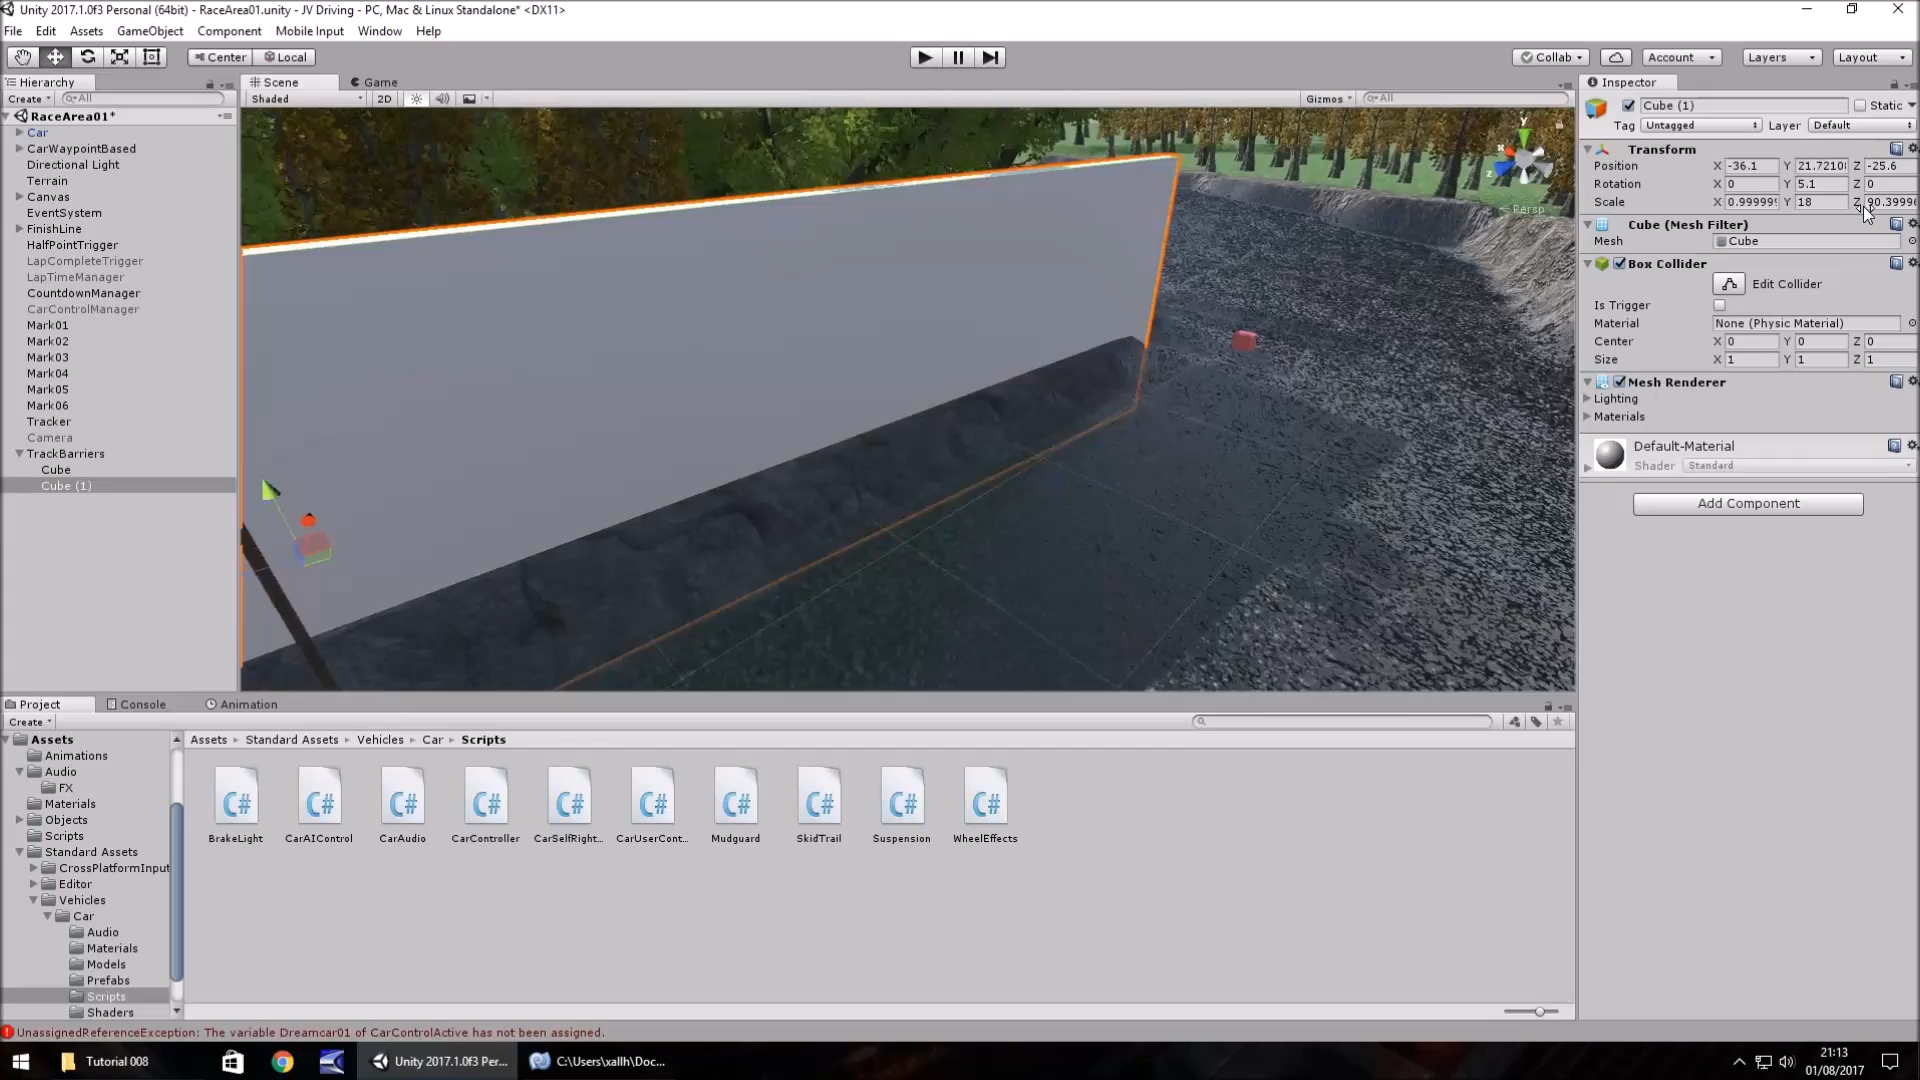 Unity 2017.1.0f3 Personal (64bit) - RaceArea01.unity - JV Driving - PC, Mac & Linux Standalone* <DX11>
File Edit Assets GameObject Component Mobile Input Window Help
Center Local Collab Account Layers Layout
Hierarchy Scene Game Inspector
Create All Shaded 2D Gizmos All
RaceArea01*
Car
CarWaypointBased
Directional Light
Terrain
Canvas
EventSystem
FinishLine
HalfPointTrigger
LapCompleteTrigger
LapTimeManager
CountdownManager
CarControlManager
Mark01
Mark02
Mark03
Mark04
Mark05
Mark06
Tracker
Camera
TrackBarriers
Cube
Cube (1)
y
x
z
Persp
Cube (1) Static
Tag Untagged Layer Default
Transform
Position X -36.1 Y 21.7210 Z -25.6
Rotation X 0 Y 5.1 Z 0
Scale X 0.999999 Y 18 Z 90.39996
Cube (Mesh Filter)
Mesh Cube
Box Collider
Edit Collider
Is Trigger
Material None (Physic Material)
Center X 0 Y 0 Z 0
Size X 1 Y 1 Z 1
Mesh Renderer
Lighting
Materials
Default-Material
Shader Standard
Add Component
Project Console Animation
Create
Assets
Animations
Audio
FX
Materials
Objects
Scripts
Standard Assets
CrossPlatformInput
Editor
Vehicles
Car
Audio
Materials
Models
Prefabs
Scripts
Shaders
Assets Standard Assets Vehicles Car Scripts
C# C# C# C# C# C# C# C# C# C#
BrakeLight CarAIControl CarAudio CarController CarSelfRight... CarUserCont... Mudguard SkidTrail Suspension WheelEffects
UnassignedReferenceException: The variable Dreamcar01 of CarControlActive has not been assigned.
Tutorial 008 Unity 2017.1.0f3 Per... C:\Users\xallh\Doc...
21:13
01/08/2017